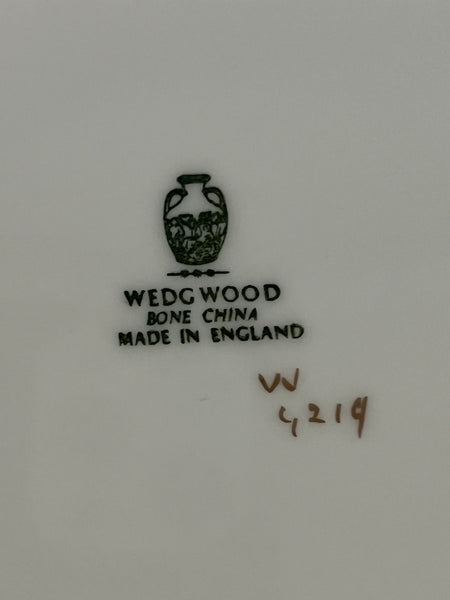 WEDGWOOD
BONE CHINA
MADE IN ENGLAND
W
4219